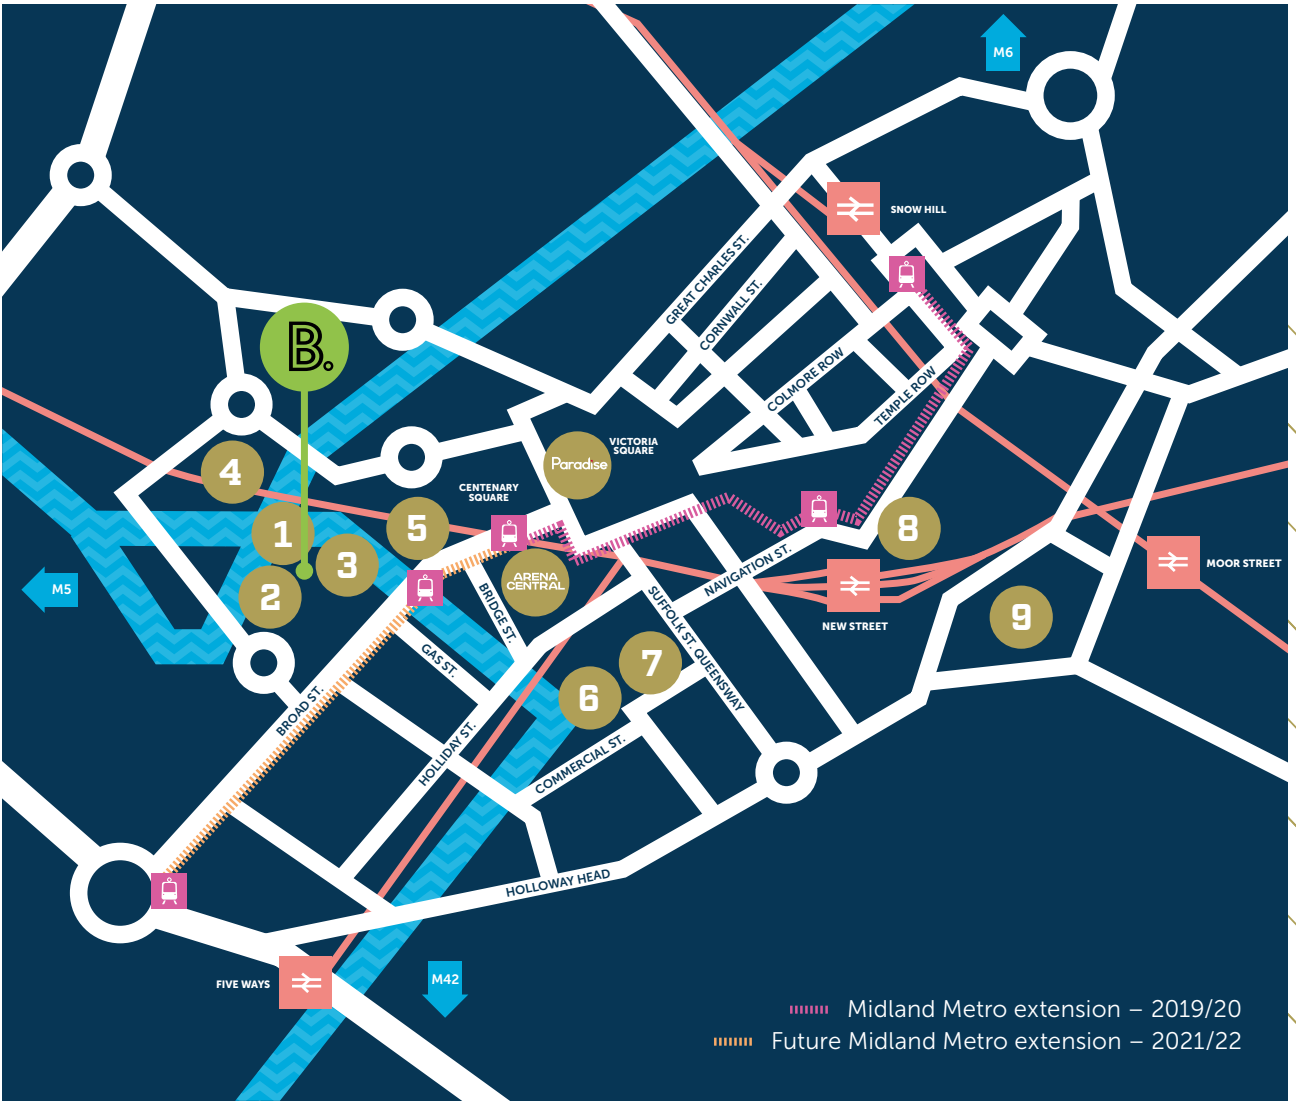 M6
SNOW HILL
GREAT CHARLES ST.
CORNWALL ST.
COLMORE ROW
TEMPLE ROW
B.
VICTORIA
SQUARE
Paradise
4
CENTENARY
SQUARE
5
1
8
3
ARENA
CENTRAL
2
M5
BRIDGE ST.
NAVIGATION ST.
MOOR STREET
NEW STREET
9
SUFFOLK ST. QUEENSWAY
GAS ST.
7
6
BROAD ST.
HOLLIDAY ST.
COMMERCIAL ST.
HOLLOWAY HEAD
FIVE WAYS
M42
Midland Metro extension – 2019/20
Future Midland Metro extension – 2021/22